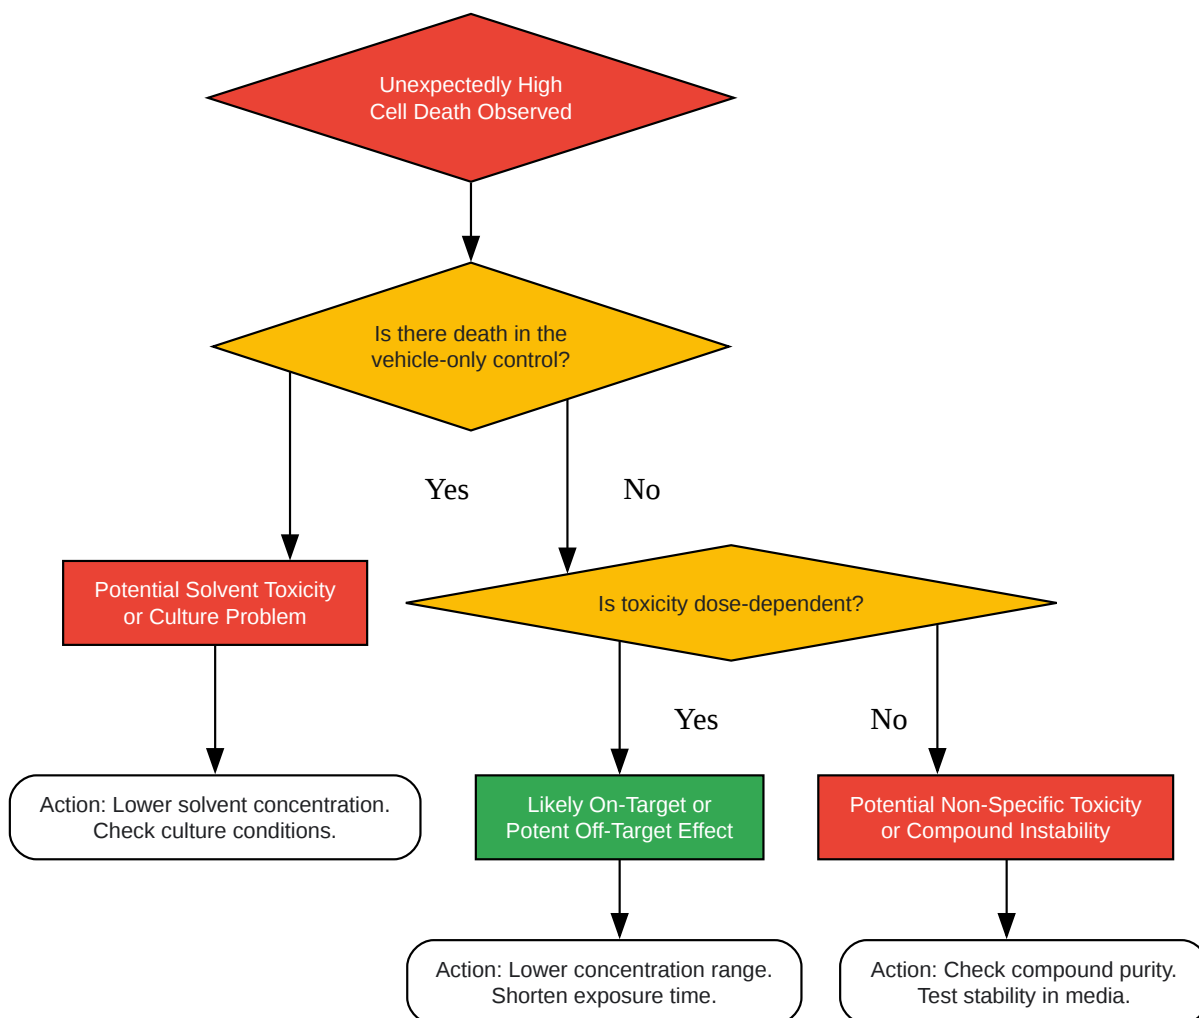 Unexpectedly High
Cell Death Observed
Is there death in the
vehicle-only control?
Yes
No
Potential Solvent Toxicity
or Culture Problem
Is toxicity dose-dependent?
Yes
No
Action: Lower solvent concentration.
Check culture conditions.
Likely On-Target or
Potent Off-Target Effect
Potential Non-Specific Toxicity
or Compound Instability
Action: Lower concentration range.
Shorten exposure time.
Action: Check compound purity.
Test stability in media.